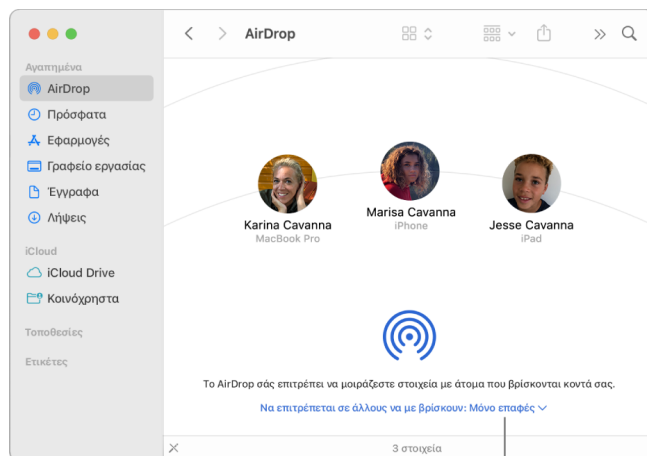 AirDrop
Αγαπημένα
AirDrop
Πρόσφατα
Εφαρμογές
Γραφείο εργασίας
Έγγραφα
Λήψεις
iCloud
iCloud Drive
Κοινόχρηστα
Τοποθεσίες
Ετικέτες
Karina Cavanna
MacBook Pro
Marisa Cavanna
iPhone
Jesse Cavanna
iPad
Το AirDrop σάς επιτρέπει να μοιράζεστε στοιχεία με άτομα που βρίσκονται κοντά σας.
Να επιτρέπεται σε άλλους να με βρίσκουν: Μόνο επαφές
3 στοιχεία